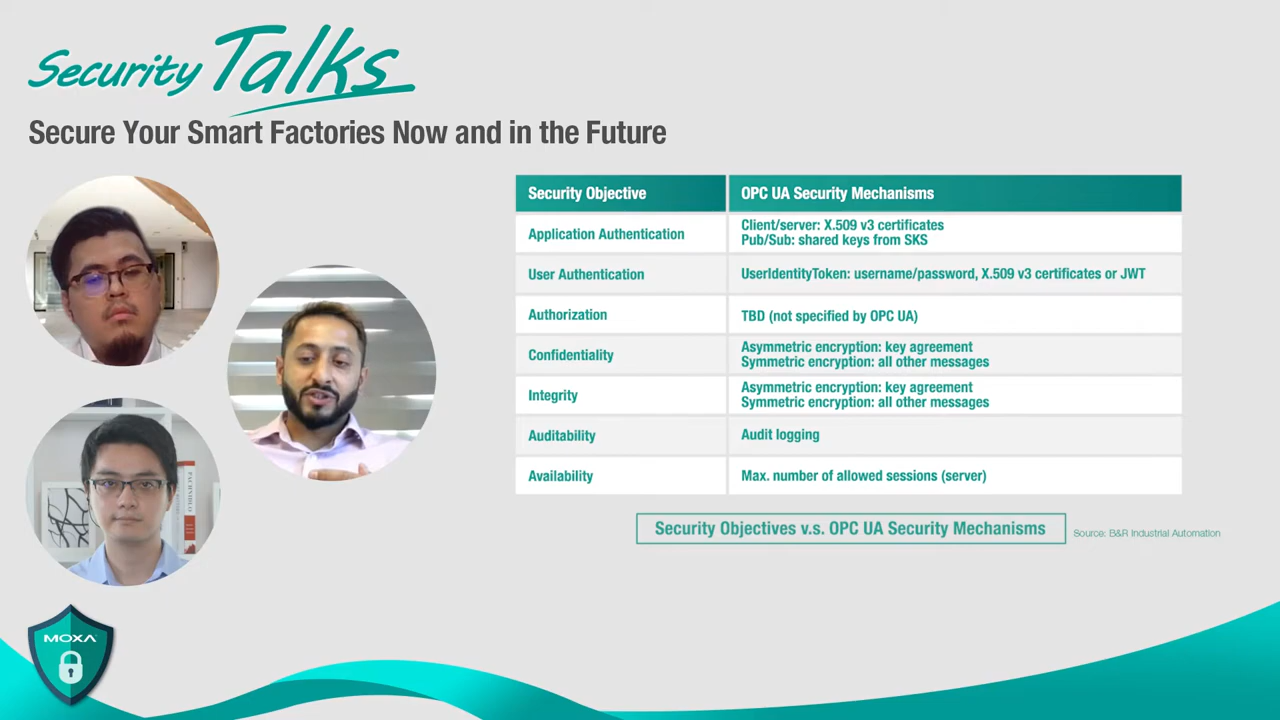 Security Talks
Secure Your Smart Factories Now and in the Future
Security Objective
OPC UA Security Mechanisms
Application Authentication
Client/server: X.509 v3 certificates
Pub/Sub: shared keys from SKS
User Authentication
UserIdentityToken: username/password, X.509 v3 certificates or JWT
Authorization
TBD (not specified by OPC UA)
Confidentiality
Asymmetric encryption: key agreement
Symmetric encryption: all other messages
Integrity
Asymmetric encryption: key agreement
Symmetric encryption: all other messages
Auditability
Audit logging
Availability
Max. number of allowed sessions (server)
Security Objectives v.s. OPC UA Security Mechanisms
Source: B&R Industrial Automation
MOXA